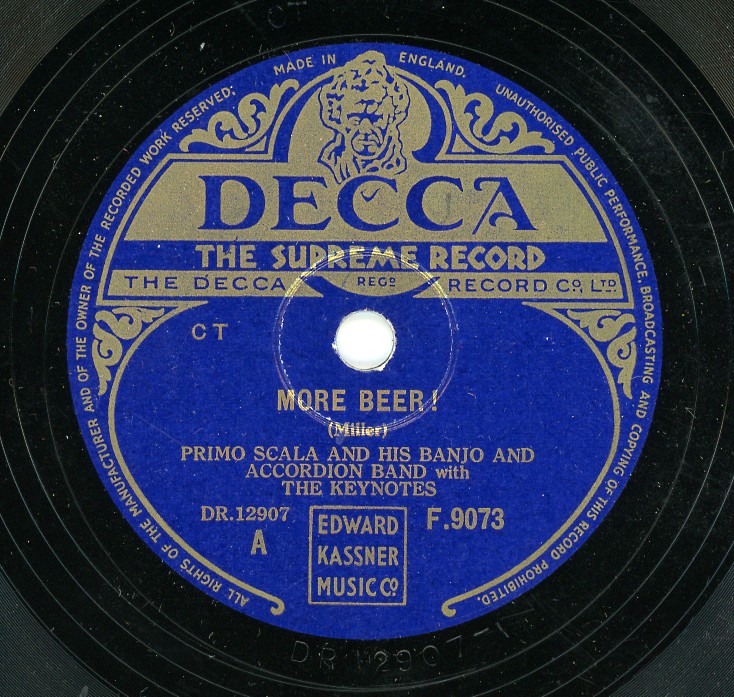 ALL RIGHTS OF THE MANUFACTURER AND OF THE OWNER OF THE RECORDED WORK RESERVED:
MADE IN ENGLAND.
UNAUTHORISED PUBLIC PERFORMANCE, BROADCASTING AND COPYING OF THIS RECORD PROHIBITED.
CT
DECCA
THE SUPREME RECORD
THE DECCA REGD RECORD CO. LTD.
CT
MORE BEER!
(Miller)
PRIMO SCALA AND HIS BANJO AND
ACCORDION BAND with
THE KEYNOTES
DR.12907
A
EDWARD
KASSNER
MUSIC CO
F.9073
DR 12907-1